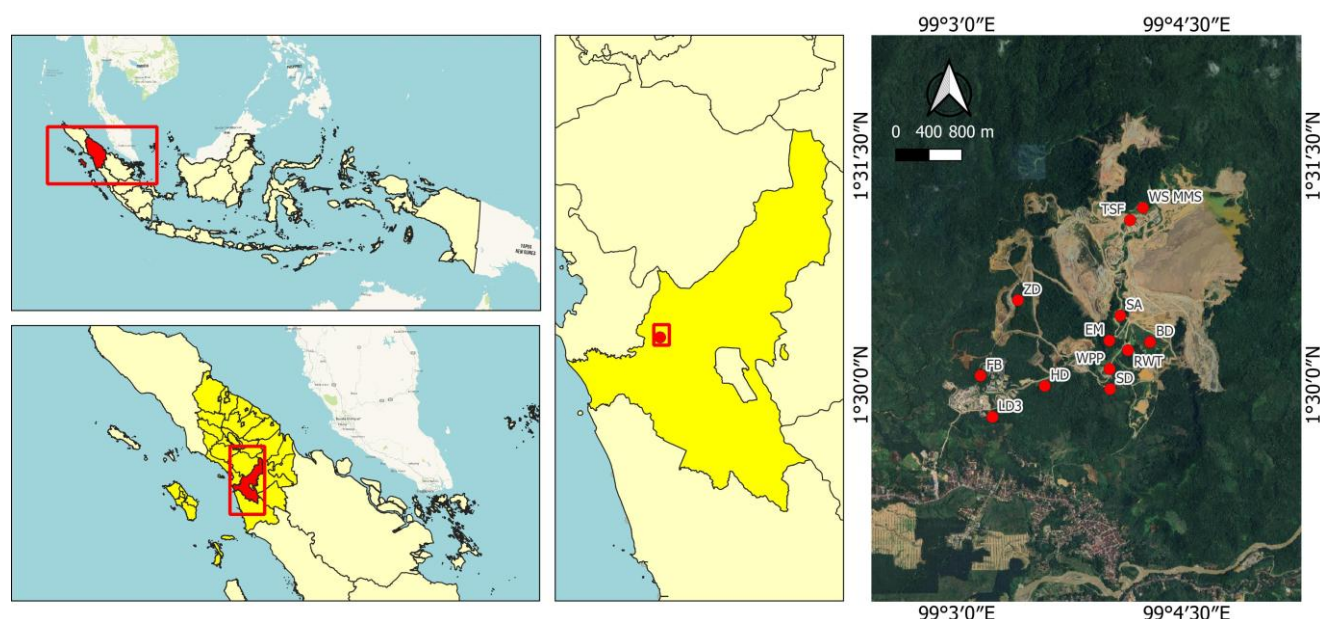 PAPUA
NEW GUINEA
99°3′0″E 99°4′30″E
1°31′30″N 1°31′30″N
0 400 800 m
WS MMS
TSF
ZD
SA
EM
BD
WPP
RWT
FB
HD
SD
LD3
1°30′0″N 1°30′0″N
99°3′0″E 99°4′30″E